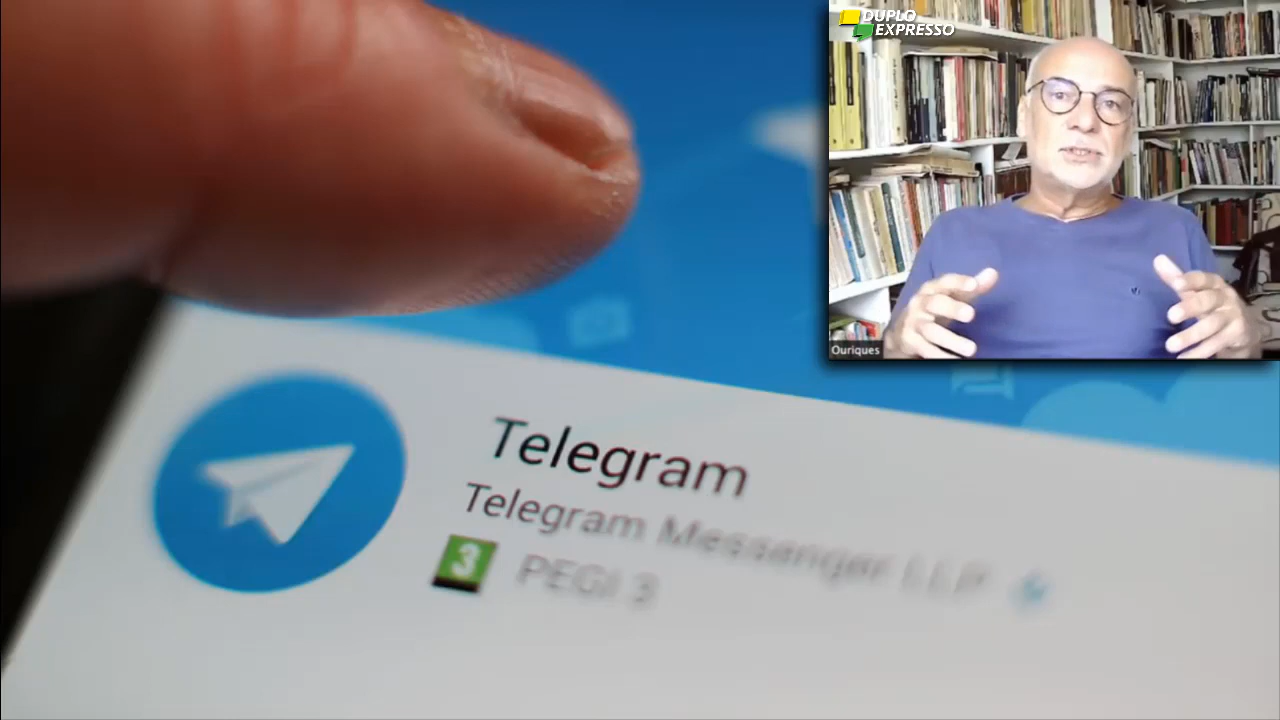 DUPLO
EXPRESSO
Ouriques
Telegram
Telegram Messenger LLP
3 PEGI 3